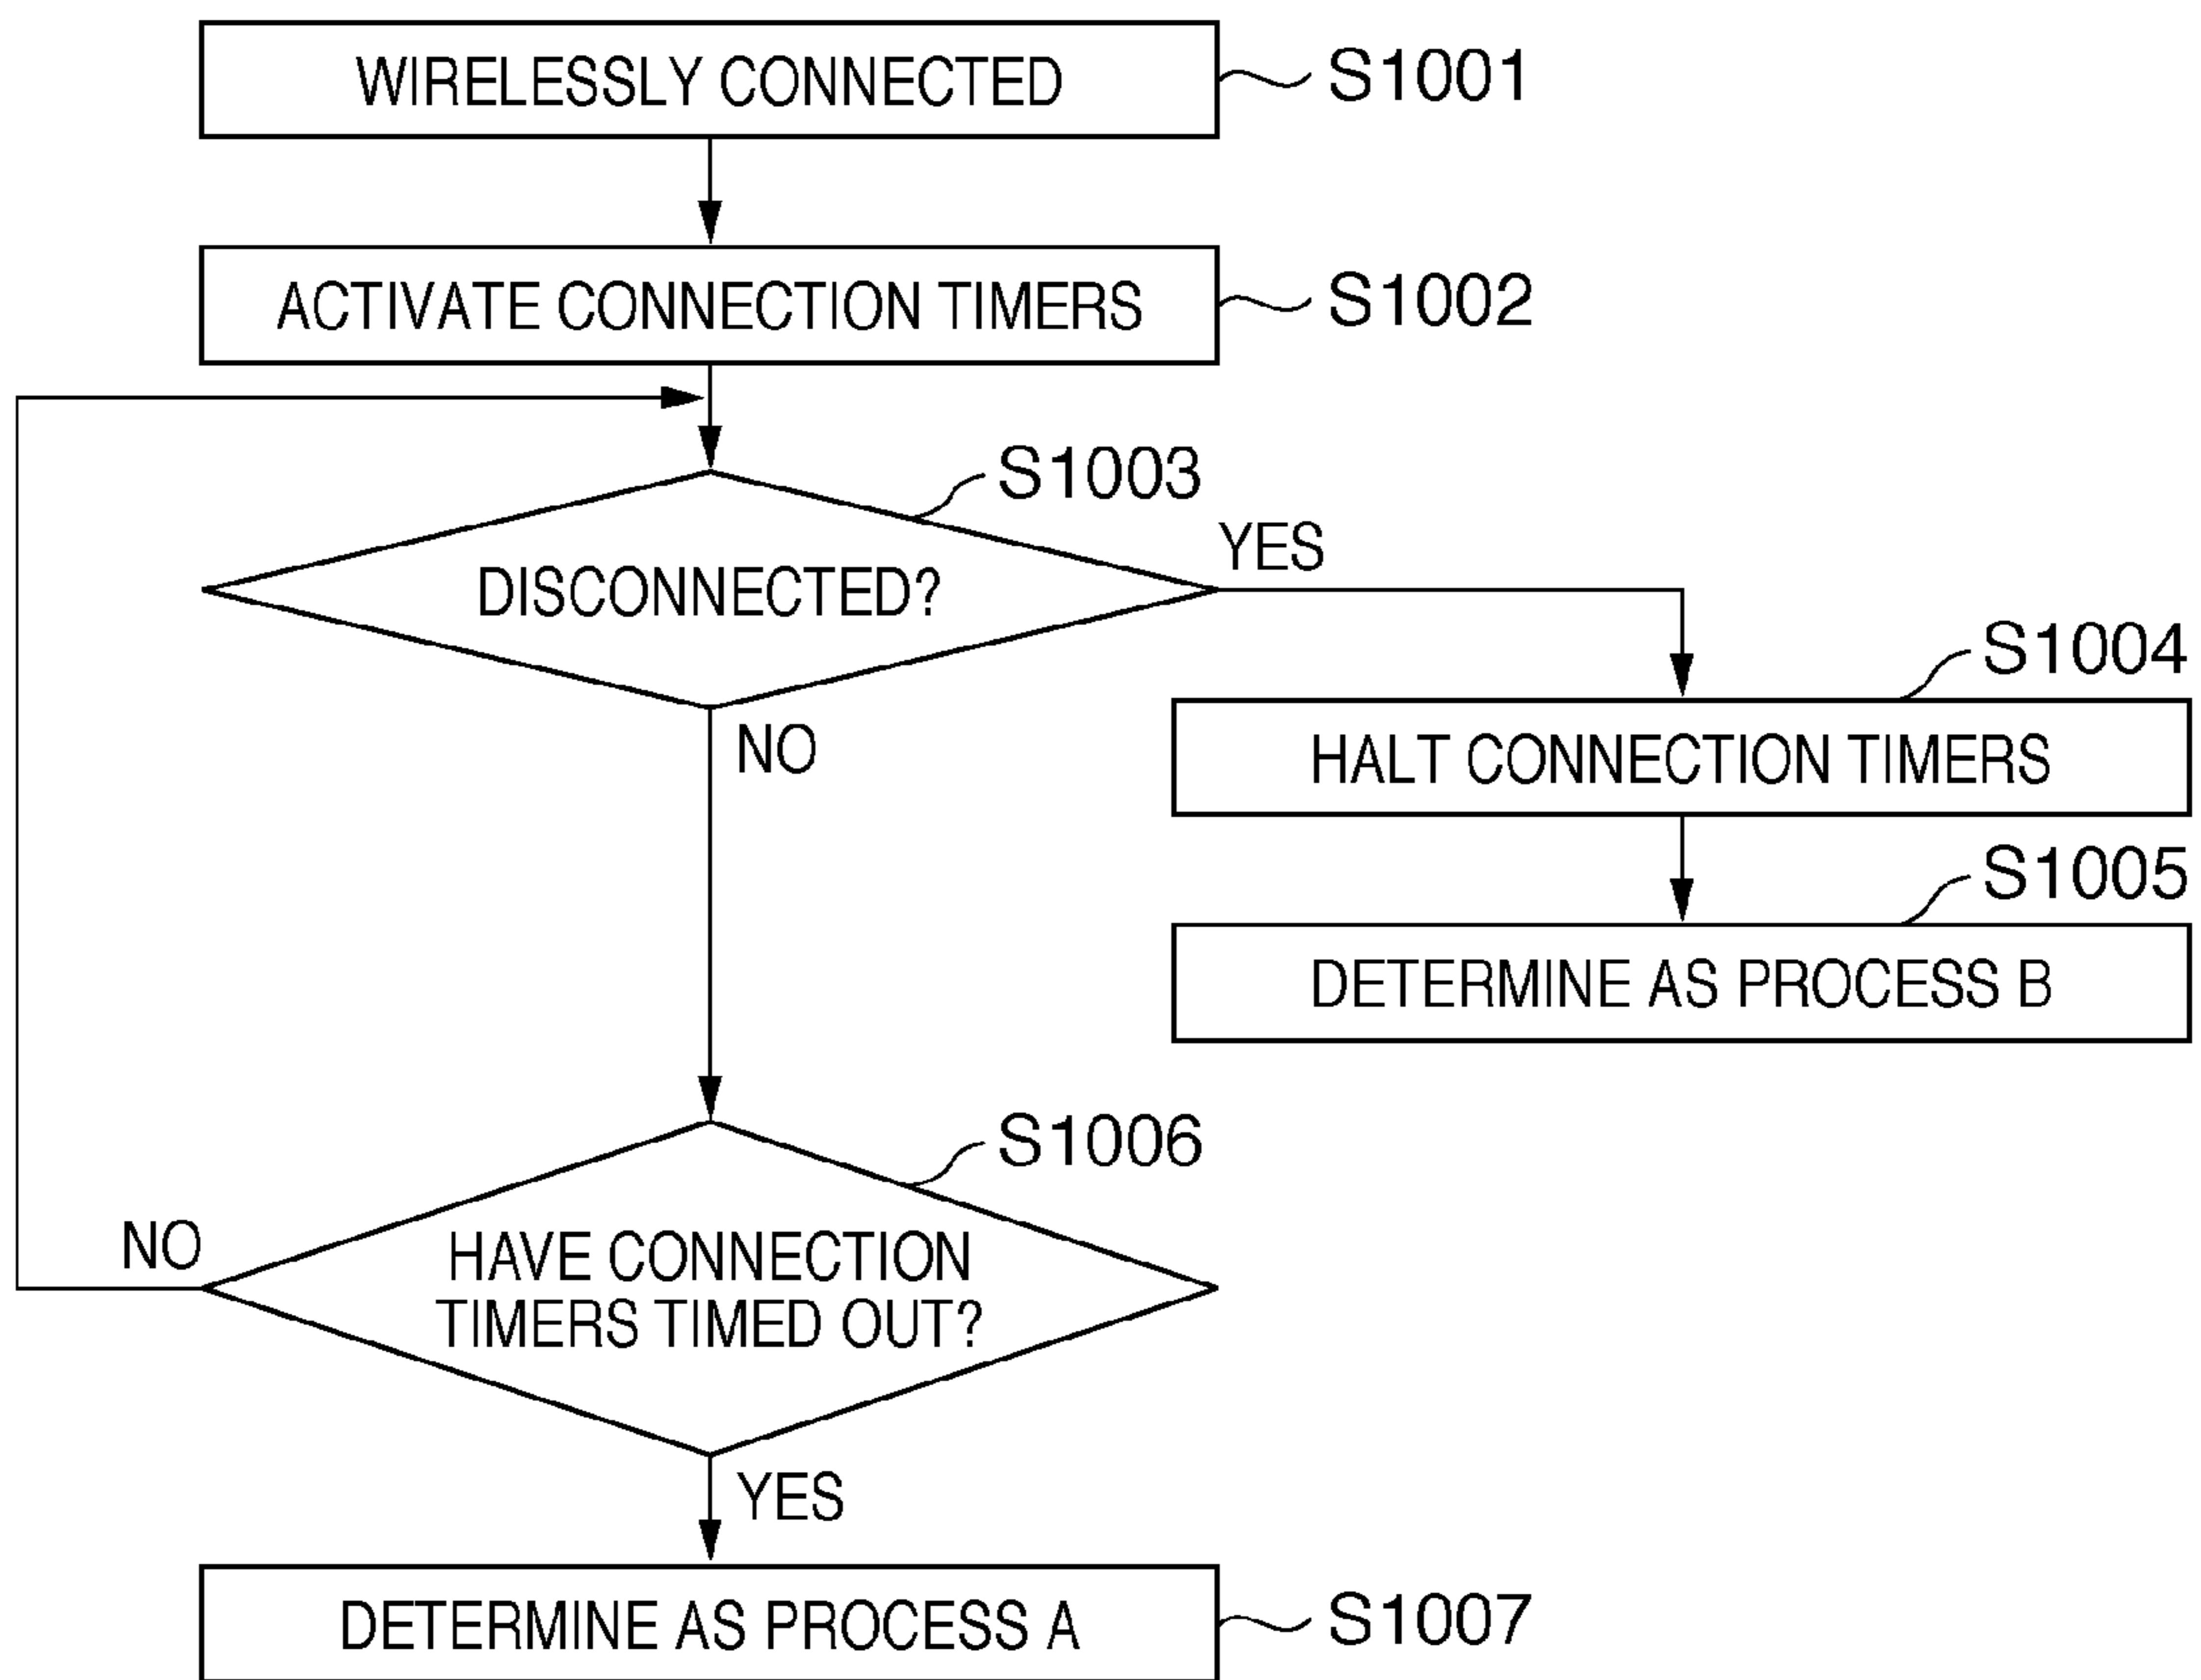 WIRELESSLY CONNECTED
S1001
ACTIVATE CONNECTION TIMERS
S1002
S1003
DISCONNECTED?
YES
NO
S1004
HALT CONNECTION TIMERS
S1005
DETERMINE AS PROCESS B
S1006
HAVE CONNECTION
TIMERS TIMED OUT?
NO
YES
DETERMINE AS PROCESS A
S1007